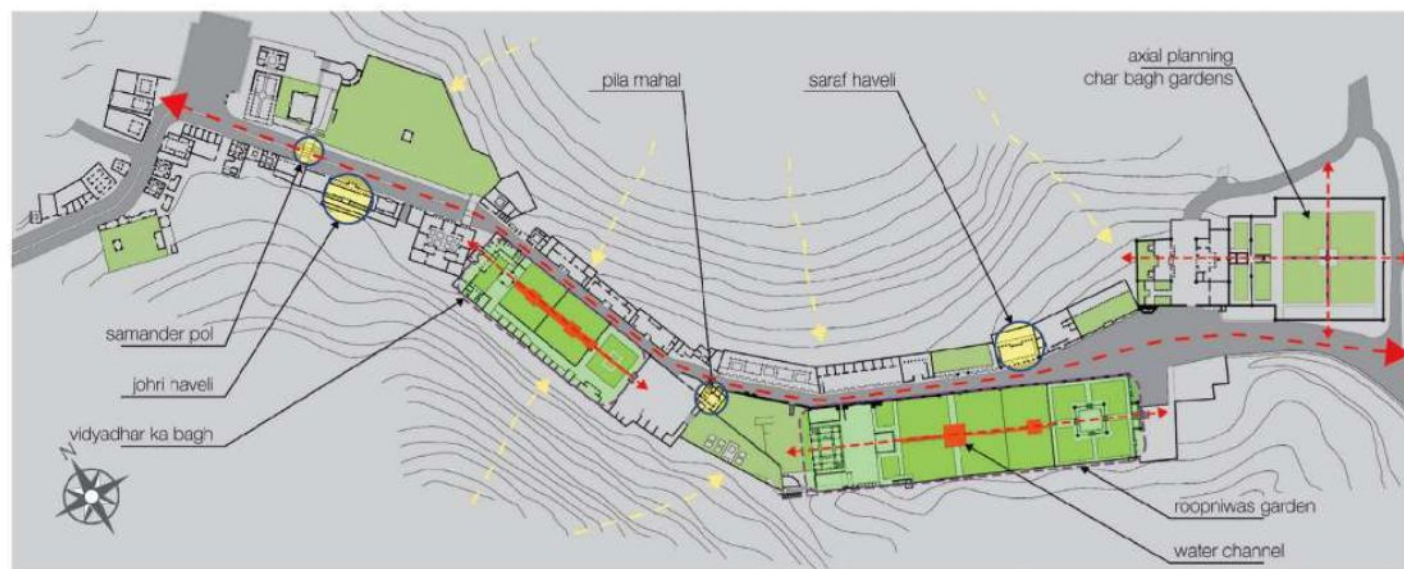 axial planning
char bagh gardens
pila mahal
saraf haveli
samander pol
johri haveli
vidyadhar ka bagh
N
roopniwas garden
water channel